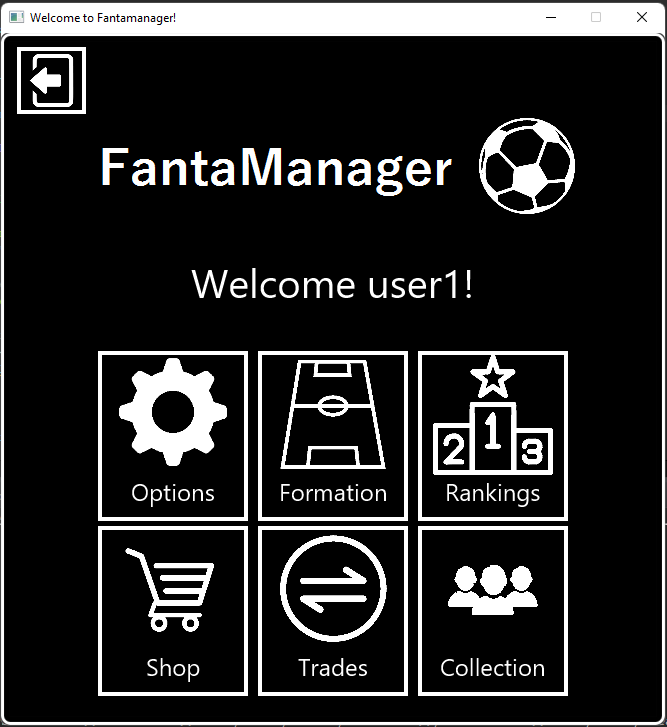 Welcome to Fantamanager!
FantaManager
Welcome user1!
2 1 3
Options Formation Rankings
Shop Trades Collection